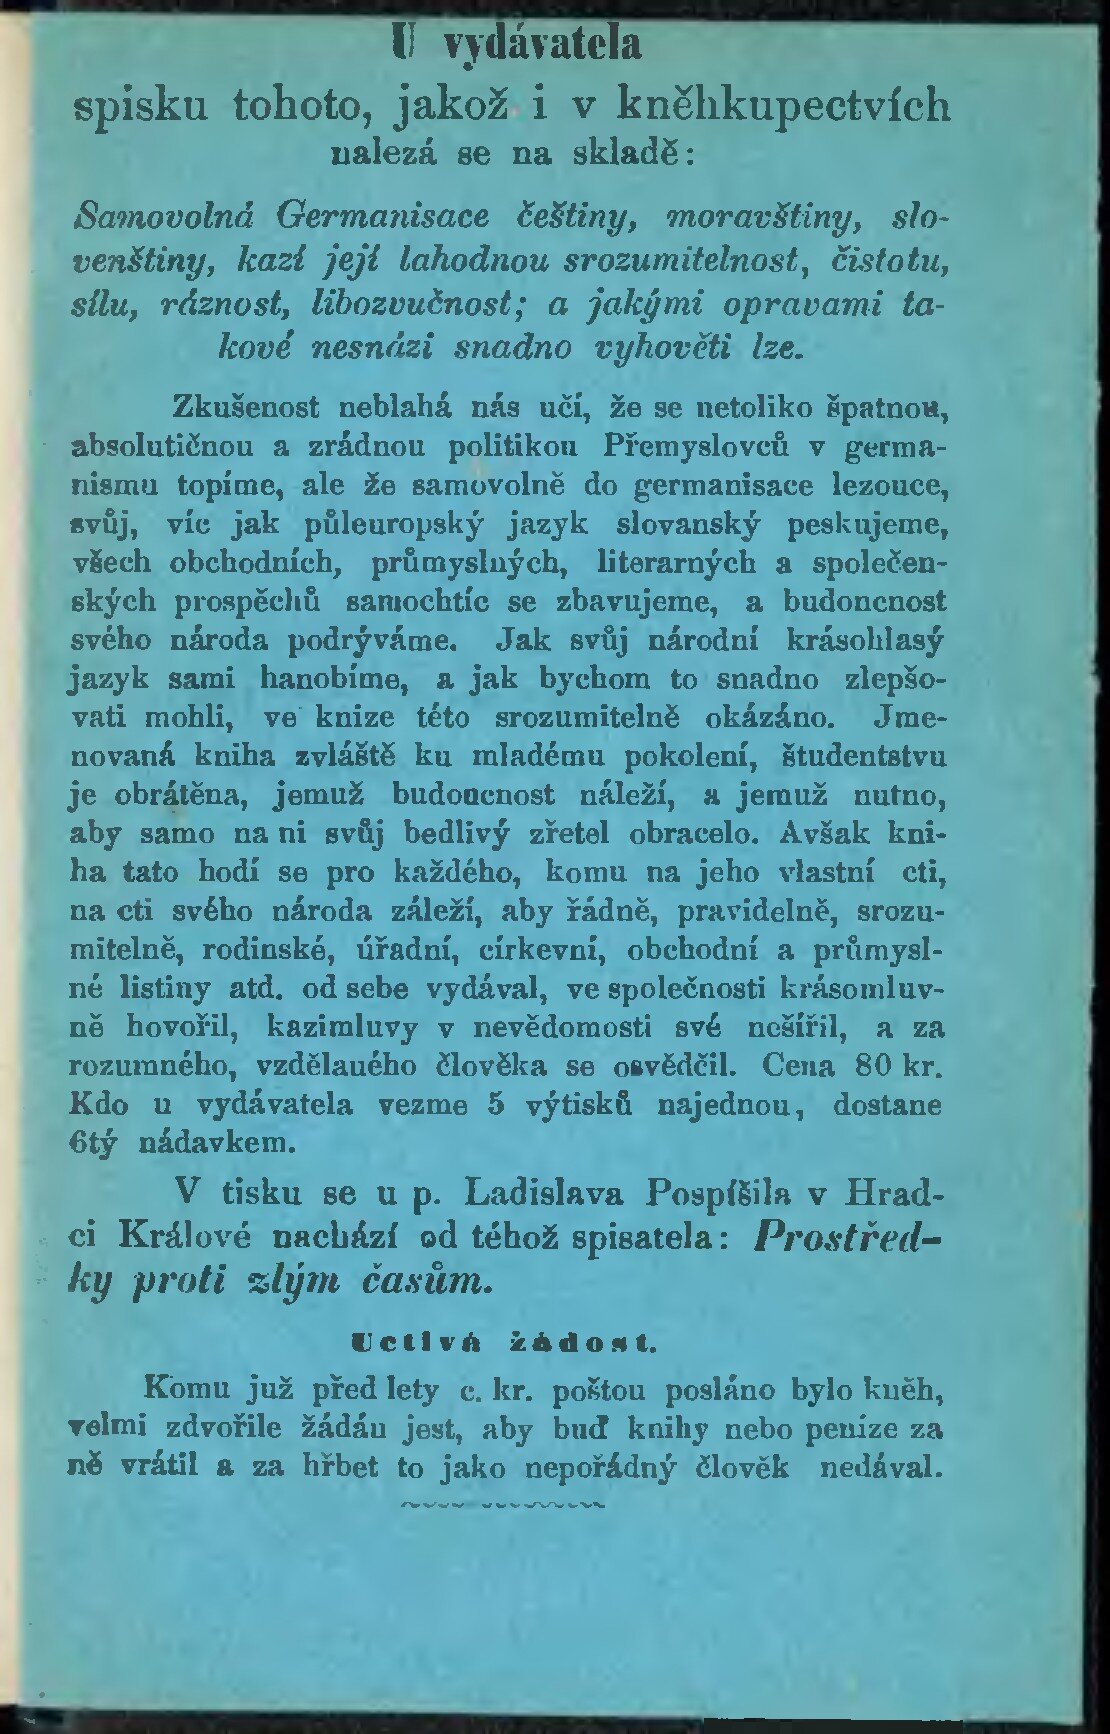 U vydávatela
spisku tohoto, jakož i v kněhkupectvích
nalezá se na skladě:
Samovolná Germanisace češtiny, moravštiny, slo-
venštiny, kazí její lahodnou srozumitelnost, čistotu,
sílu, ráznost, libozvučnost; a jakými opravami ta-
kové nesnázi snadno vyhověti lze.
Zkušenost neblahá nás učí, že se netoliko špatnou,
absolutičnou a zrádnou politikou Přemyslovců v germa-
nismu topíme, ale že samovolně do germanisace lezouce,
svůj, víc jak půleuropský jazyk slovanský peskujeme,
všech obchodních, průmyslných, literarných a společen-
ských prospěchů samochtíc se zbavujeme, a budoucnost
svého národa podrýváme. Jak svůj národní krásohlasý
jazyk sami hanobíme, a jak bychom to snadno zlepšo-
vati mohli, ve knize této srozumitelně okázáno. Jme-
novaná kniha zvláště ku mladému pokolení, študentstvu
je obrátěna, jemuž budoucnost náleží, a jemuž nutno,
aby samo na ni svůj bedlivý zřetel obracelo. Avšak kni-
ha tato hodí se pro každého, komu na jeho vlastní cti,
na cti svého národa záleží, aby řádně, pravidelně, srozu-
mitelně, rodinské, úřadní, církevní, obchodní a průmysl-
né listiny atd. od sebe vydával, ve společnosti krásomluv-
ně hovořil, kazimluvy v nevědomosti své nešířil, a za
rozumného, vzdělaného člověka se osvědčil. Cena 80 kr.
Kdo u vydávatela vezme 5 výtisků najednou, dostane
6tý nádavkem.
V tisku se u p. Ladislava Pospíšila v Hrad-
ci Králové nachází od téhož spisatela: Prostřed-
ky proti zlým časům.
Uctivá žádost.
Komu již před lety c. kr. poštou posláno bylo kněh,
velmi zdvořile žádán jest, aby buď knihy nebo peníze za
ně vrátil a za hřbet to jako nepořádný člověk nedával.